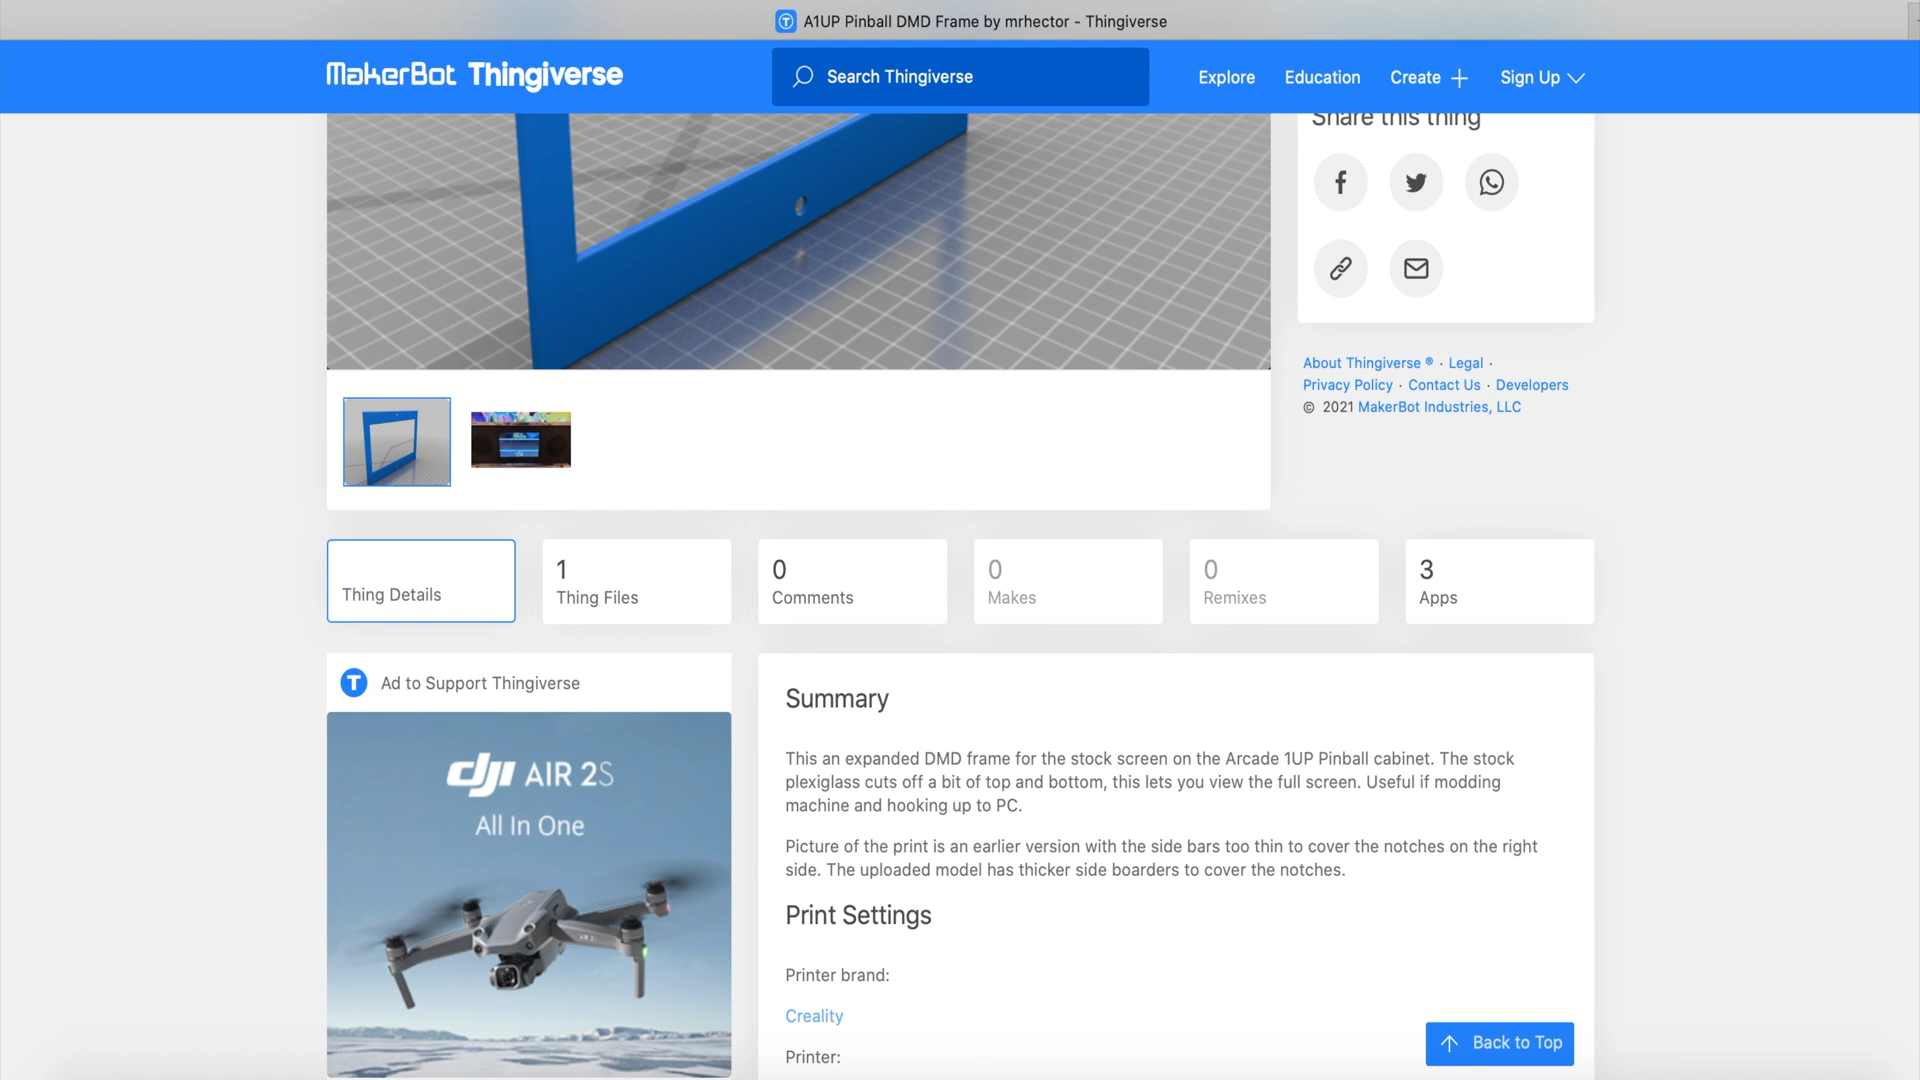 A1UP Pinball DMD Frame by mrhector - Thingiverse
MakerBot Thingiverse
Search Thingiverse
Explore
Education
Create
Sign Up
Share this thing
About Thingiverse ® · Legal ·
Privacy Policy · Contact Us · Developers
© 2021 MakerBot Industries, LLC
Thing Details
1
Thing Files
0
Comments
0
Makes
0
Remixes
3
Apps
Ad to Support Thingiverse
dji AIR 2S
All In One
Summary
This an expanded DMD frame for the stock screen on the Arcade 1UP Pinball cabinet. The stock
plexiglass cuts off a bit of top and bottom, this lets you view the full screen. Useful if modding
machine and hooking up to PC.
Picture of the print is an earlier version with the side bars too thin to cover the notches on the right
side. The uploaded model has thicker side boarders to cover the notches.
Print Settings
Printer brand:
Creality
Printer:
Back to Top